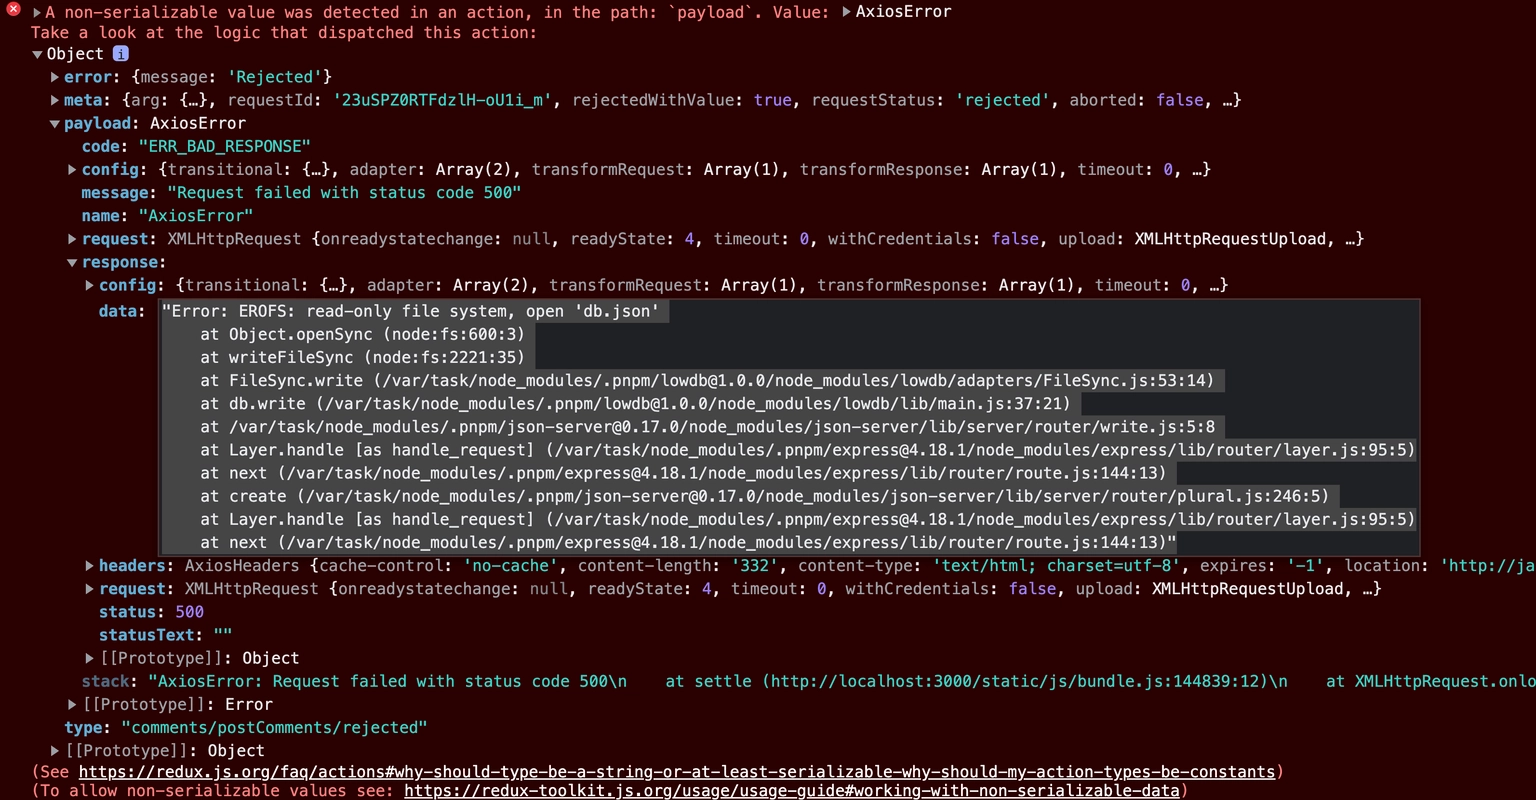 A non-serializable value was detected in an action, in the path: `payload`. Value: ▶AxiosError
Take a look at the logic that dispatched this action:
▼Object i
▶error: {message: 'Rejected'}
▶meta: {arg: {…}, requestId: '23uSPZ0RTFdzlH-oU1i_m', rejectedWithValue: true, requestStatus: 'rejected', aborted: false, …}
▼payload: AxiosError
code: "ERR_BAD_RESPONSE"
▶config: {transitional: {…}, adapter: Array(2), transformRequest: Array(1), transformResponse: Array(1), timeout: 0, …}
message: "Request failed with status code 500"
name: "AxiosError"
▶request: XMLHttpRequest {onreadystatechange: null, readyState: 4, timeout: 0, withCredentials: false, upload: XMLHttpRequestUpload, …}
▼response:
▶config: {transitional: {…}, adapter: Array(2), transformRequest: Array(1), transformResponse: Array(1), timeout: 0, …}
data: "Error: EROFS: read-only file system, open 'db.json'
at Object.openSync (node:fs:600:3)
at writeFileSync (node:fs:2221:35)
at FileSync.write (/var/task/node_modules/.pnpm/lowdb@1.0.0/node_modules/lowdb/adapters/FileSync.js:53:14)
at db.write (/var/task/node_modules/.pnpm/lowdb@1.0.0/node_modules/lowdb/lib/main.js:37:21)
at /var/task/node_modules/.pnpm/json-server@0.17.0/node_modules/json-server/lib/server/router/write.js:5:8
at Layer.handle [as handle_request] (/var/task/node_modules/.pnpm/express@4.18.1/node_modules/express/lib/router/layer.js:95:5)
at next (/var/task/node_modules/.pnpm/express@4.18.1/node_modules/express/lib/router/route.js:144:13)
at create (/var/task/node_modules/.pnpm/json-server@0.17.0/node_modules/json-server/lib/server/router/plural.js:246:5)
at Layer.handle [as handle_request] (/var/task/node_modules/.pnpm/express@4.18.1/node_modules/express/lib/router/layer.js:95:5)
at next (/var/task/node_modules/.pnpm/express@4.18.1/node_modules/express/lib/router/route.js:144:13)"
▶headers: AxiosHeaders {cache-control: 'no-cache', content-length: '332', content-type: 'text/html; charset=utf-8', expires: '-1', location: 'http://ja
▶request: XMLHttpRequest {onreadystatechange: null, readyState: 4, timeout: 0, withCredentials: false, upload: XMLHttpRequestUpload, …}
status: 500
statusText: ""
▶[[Prototype]]: Object
stack: "AxiosError: Request failed with status code 500\n    at settle (http://localhost:3000/static/js/bundle.js:144839:12)\n    at XMLHttpRequest.onlo
▶[[Prototype]]: Error
type: "comments/postComments/rejected"
▶[[Prototype]]: Object
(See https://redux.js.org/faq/actions#why-should-type-be-a-string-or-at-least-serializable-why-should-my-action-types-be-constants)
(To allow non-serializable values see: https://redux-toolkit.js.org/usage/usage-guide#working-with-non-serializable-data)